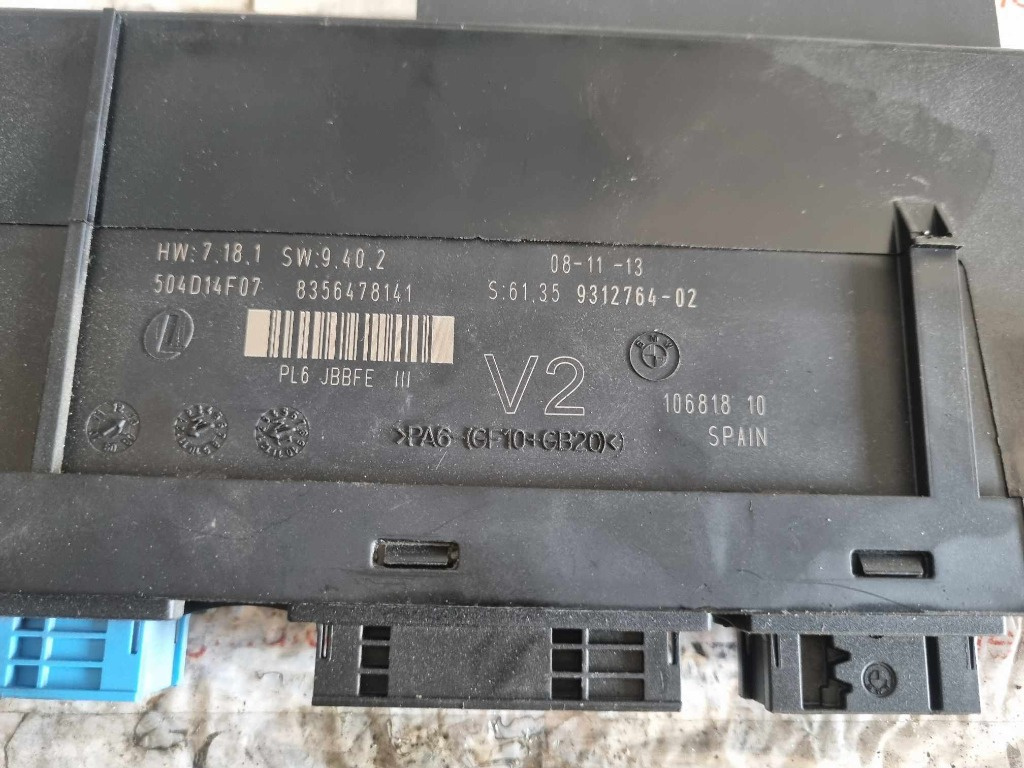 HW:7.18.1 SW:9.40.2 08-11-13
504D14F07 8356478141 S:61.35 9312764-02
PL6 JBBFE III
BMW
V2
106818 10
>PA6-(GF10+GB20)<
SPAIN